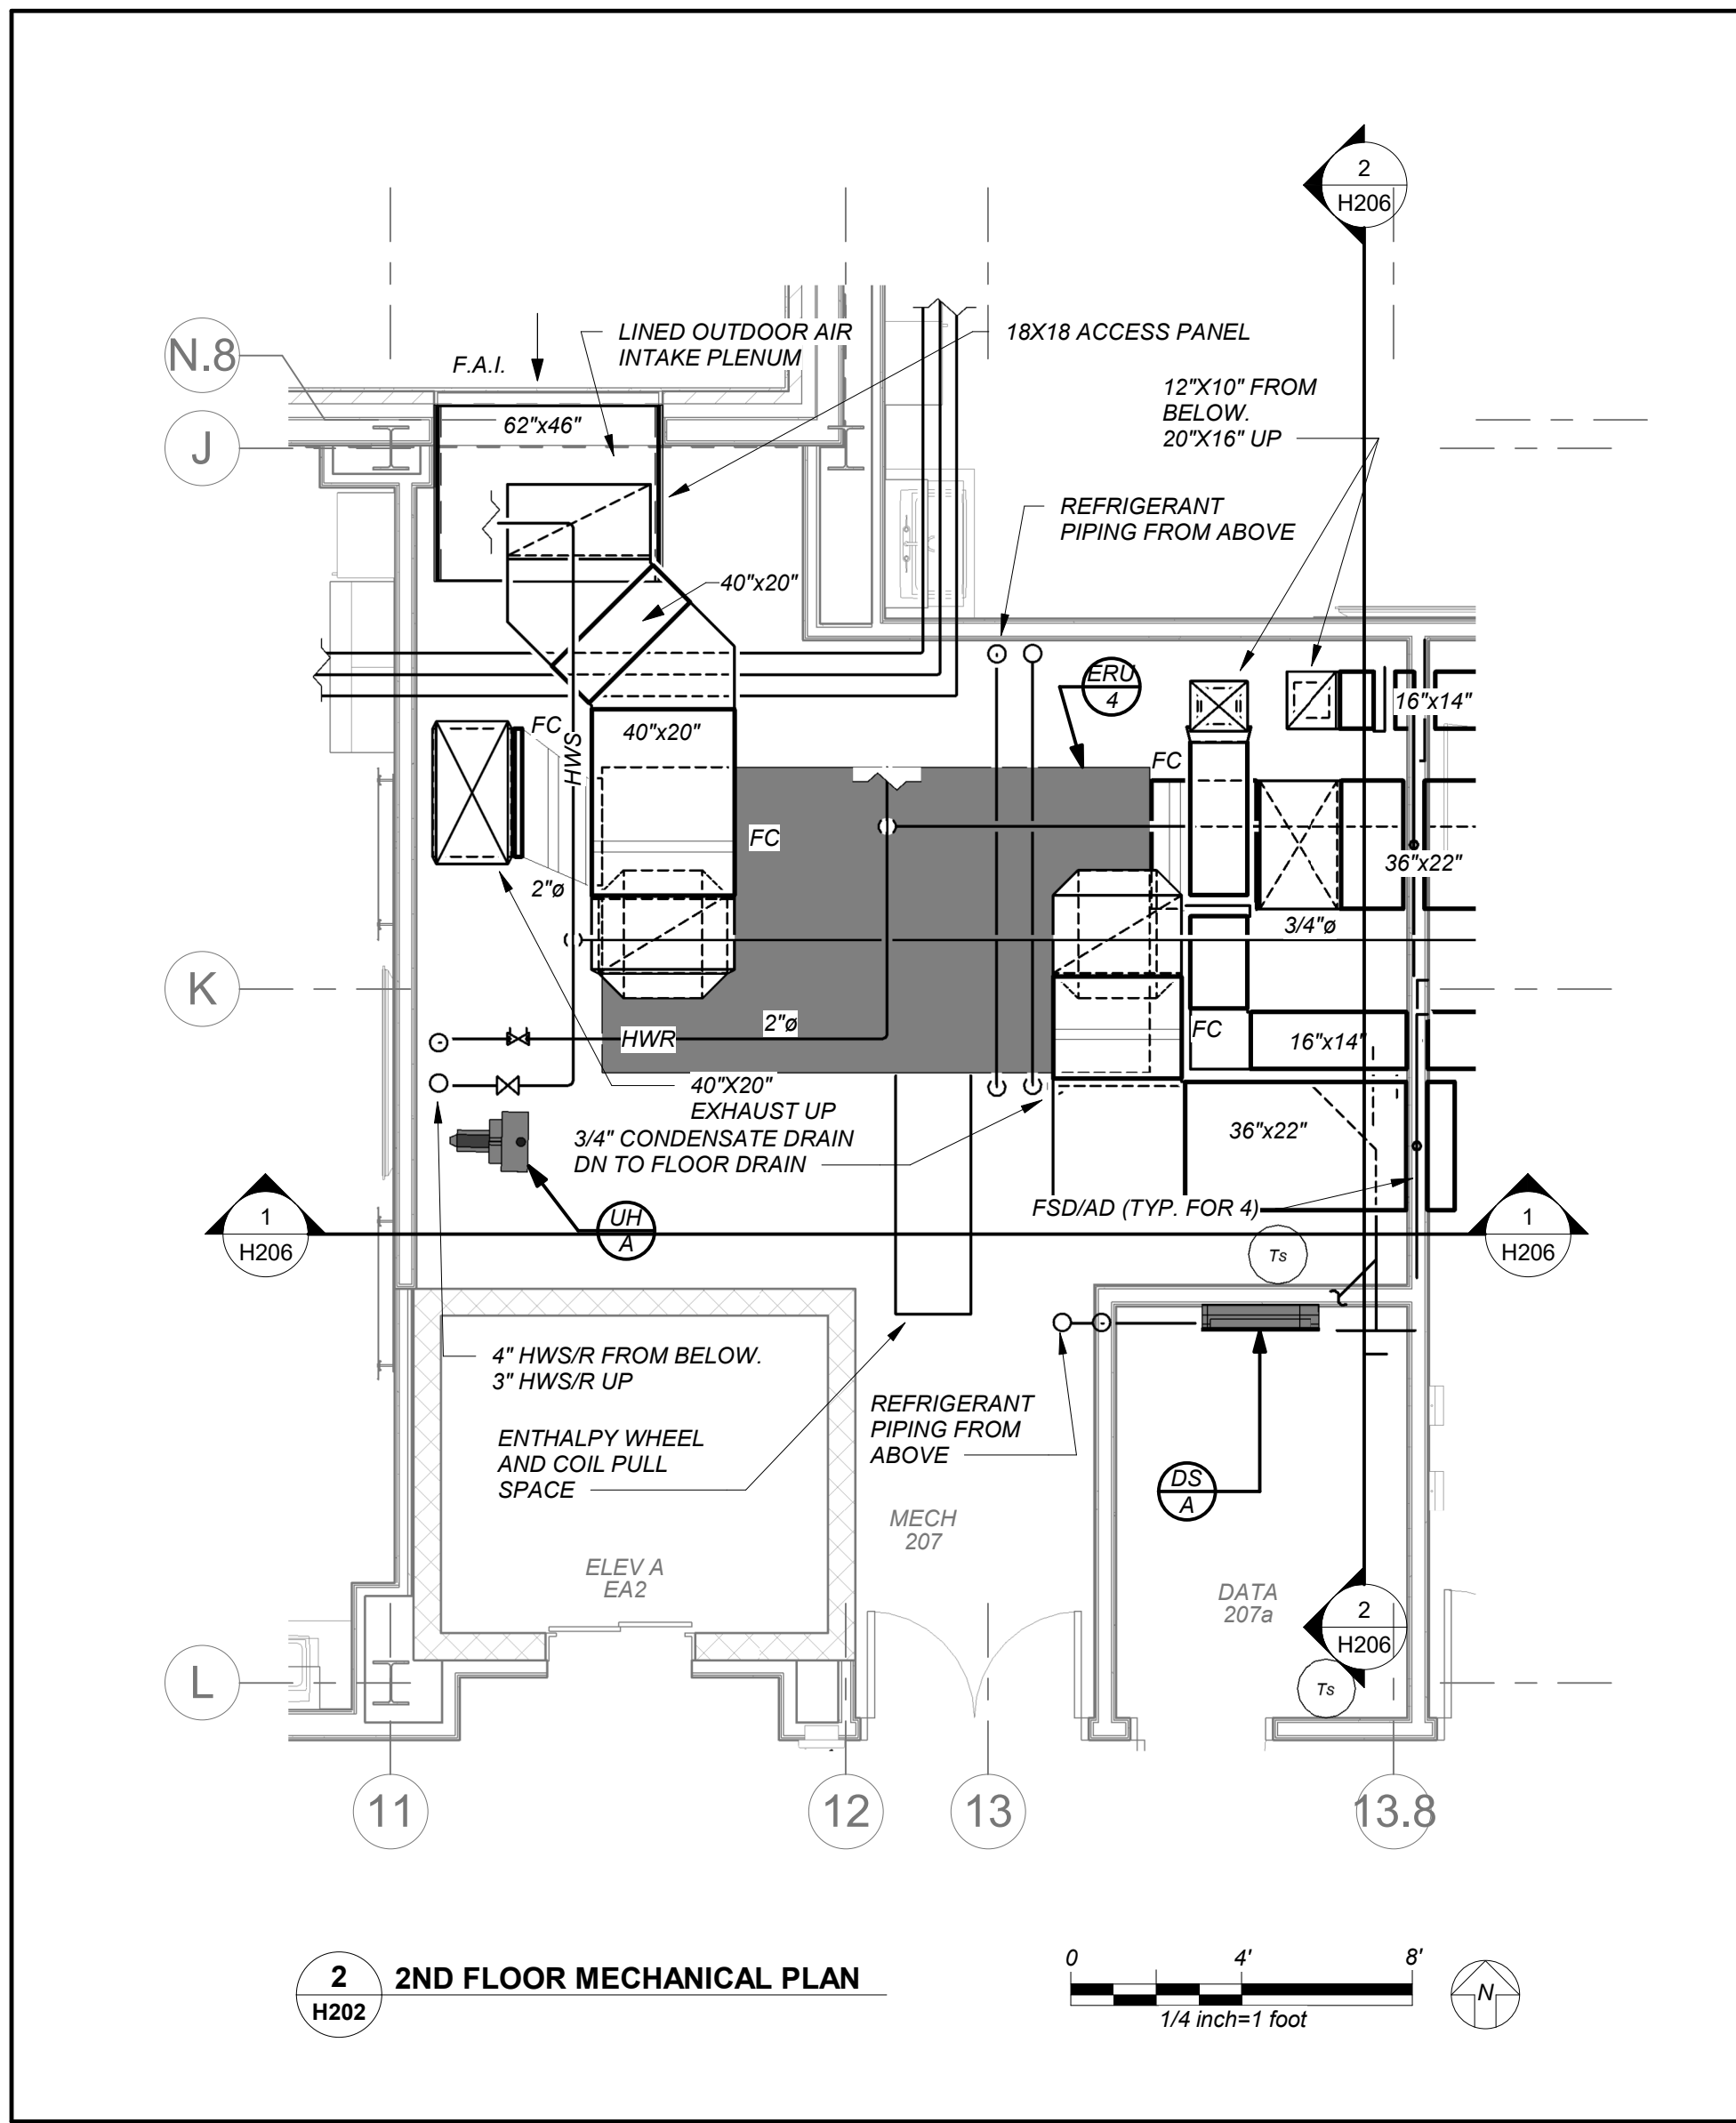 2
H206
N.8
F.A.I.
LINED OUTDOOR AIR
INTAKE PLENUM
18X18 ACCESS PANEL
12"X10" FROM
BELOW.
20"X16" UP
62"x46"
J
REFRIGERANT
PIPING FROM ABOVE
40"x20"
ERU
4
16"x14"
FC
HWS
40"x20"
FC
FC
36"x22"
2"ø
3/4"ø
K
2"ø
HWR
FC
16"x14"
40"X20"
EXHAUST UP
3/4" CONDENSATE DRAIN
DN TO FLOOR DRAIN
36"x22"
FSD/AD (TYP. FOR 4)
1
H206
UH
A
Ts
1
H206
4" HWS/R FROM BELOW.
3" HWS/R UP
ENTHALPY WHEEL
AND COIL PULL
SPACE
REFRIGERANT
PIPING FROM
ABOVE
DS
A
MECH
207
ELEV A
EA2
DATA
207a
2
H206
L
Ts
11
12
13
13.8
2
H202
2ND FLOOR MECHANICAL PLAN
0
4'
8'
1/4 inch=1 foot
N